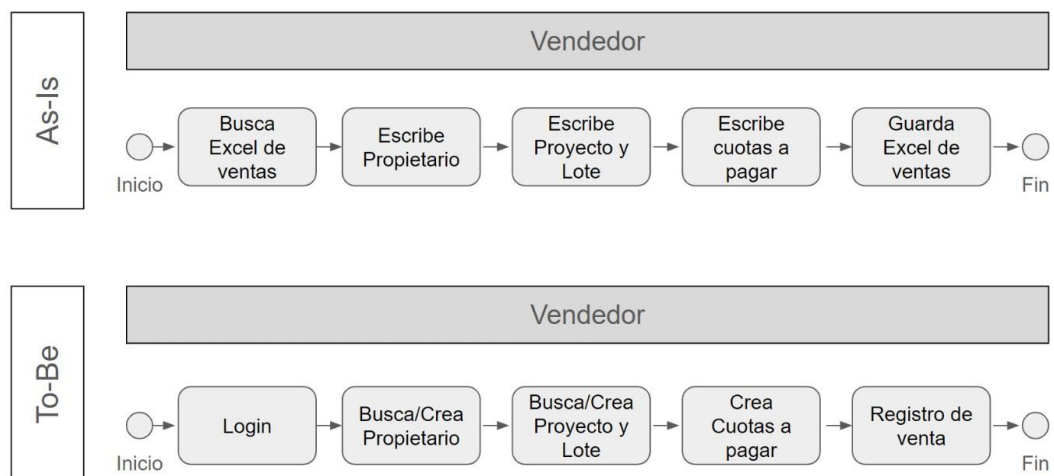 As-Is
Vendedor
Inicio
Busca
Excel de
ventas
Escribe
Propietario
Escribe
Proyecto y
Lote
Escribe
cuotas a
pagar
Guarda
Excel de
ventas
Fin
To-Be
Vendedor
Inicio
Login
Busca/Crea
Propietario
Busca/Crea
Proyecto y
Lote
Crea
Cuotas a
pagar
Registro de
venta
Fin